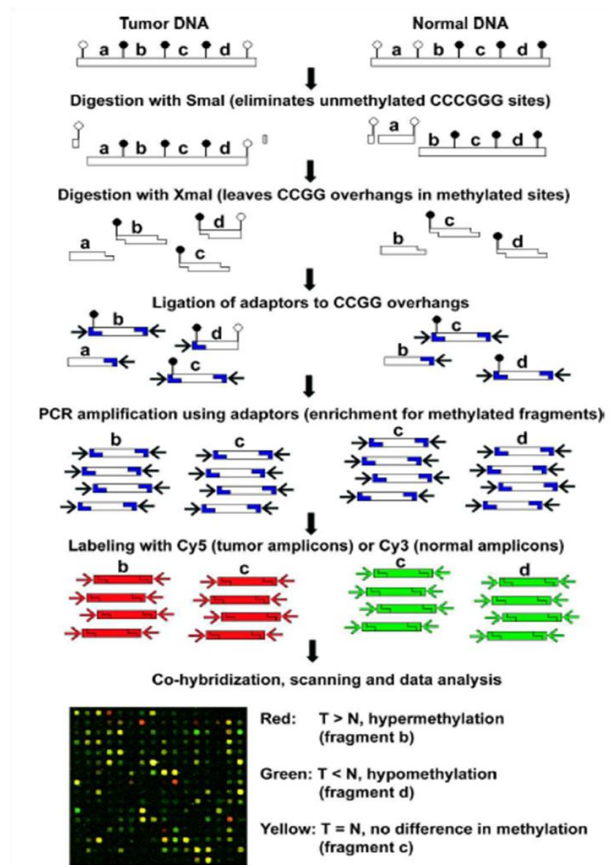 Tumor DNA Normal DNA
a b c d a b c d
Digestion with SmaI (eliminates unmethylated CCCGGG sites)
a
b c d
a b c d
Digestion with XmaI (leaves CCGG overhangs in methylated sites)
b d c
a c b d
Ligation of adaptors to CCGG overhangs
b d c
a c b d
PCR amplification using adaptors (enrichment for methylated fragments)
b c c d
Labeling with Cy5 (tumor amplicons) or Cy3 (normal amplicons)
b c c d
Co-hybridization, scanning and data analysis
Red: T > N, hypermethylation
(fragment b)
Green: T < N, hypomethylation
(fragment d)
Yellow: T = N, no difference in methylation
(fragment c)